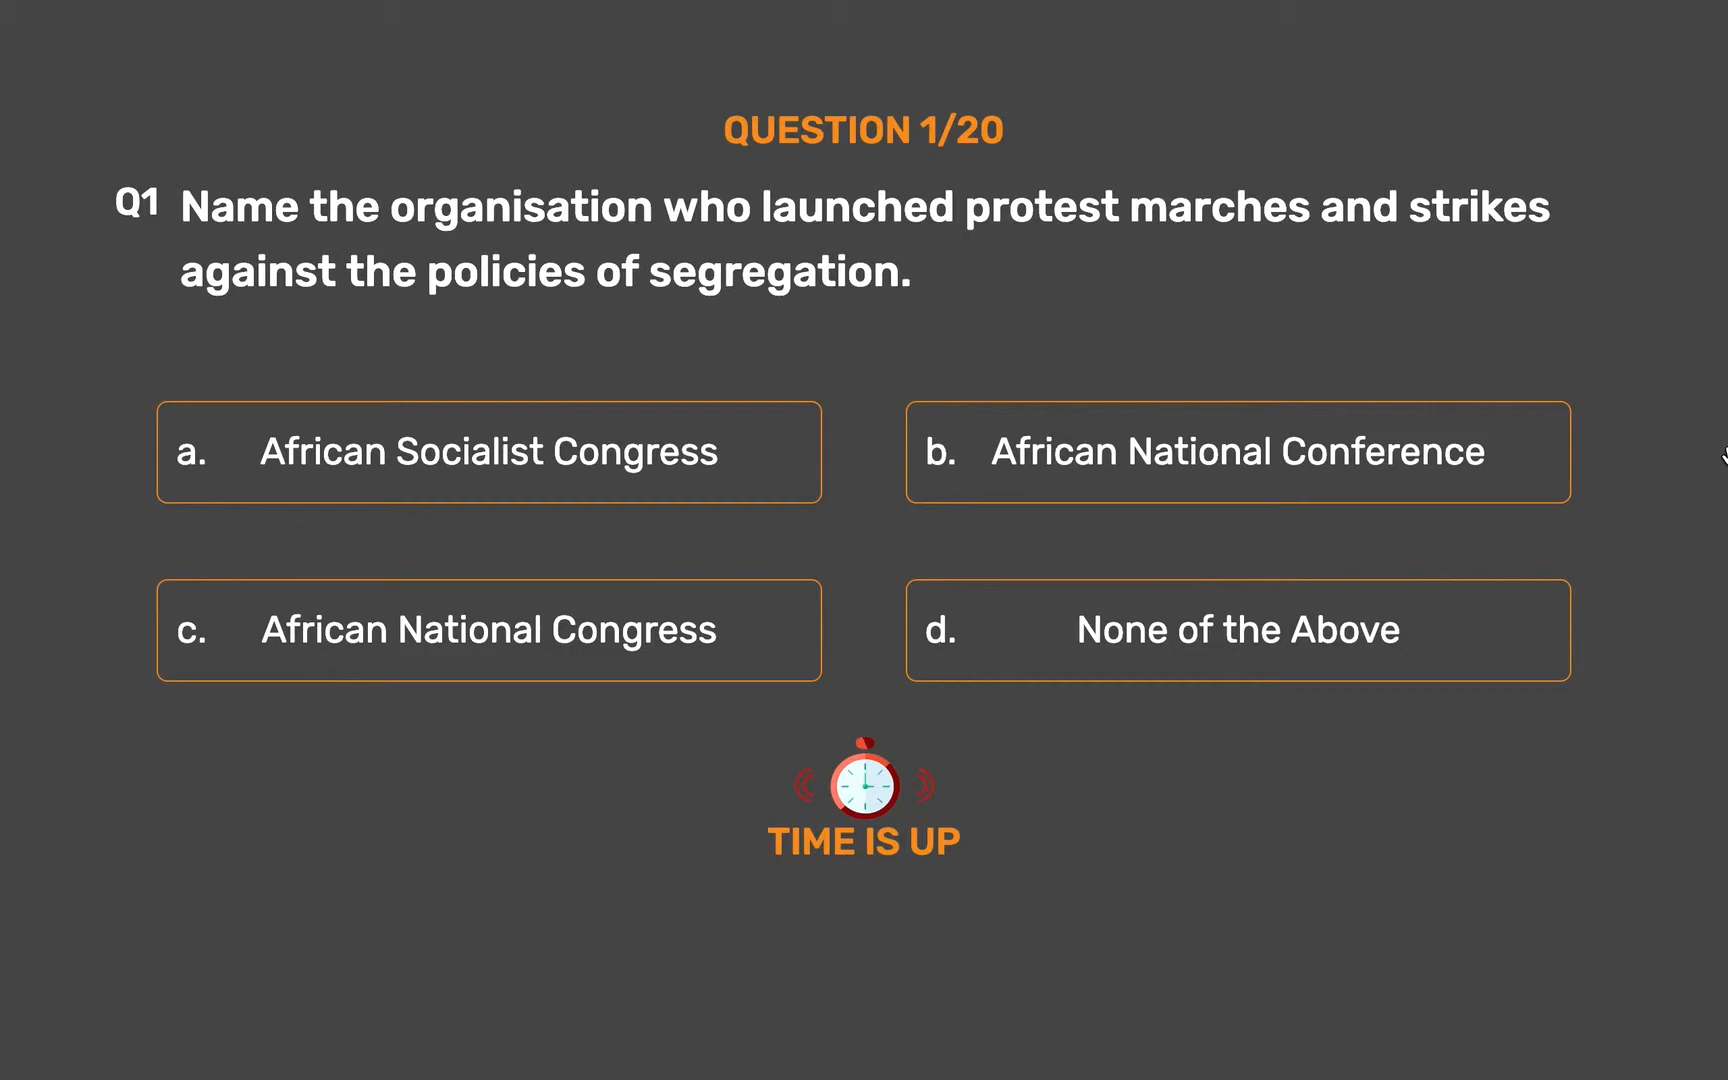 QUESTION 1/20
Q1 Name the organisation who launched protest marches and strikes
against the policies of segregation.
a. African Socialist Congress
b. African National Conference
c. African National Congress
d. None of the Above
TIME IS UP